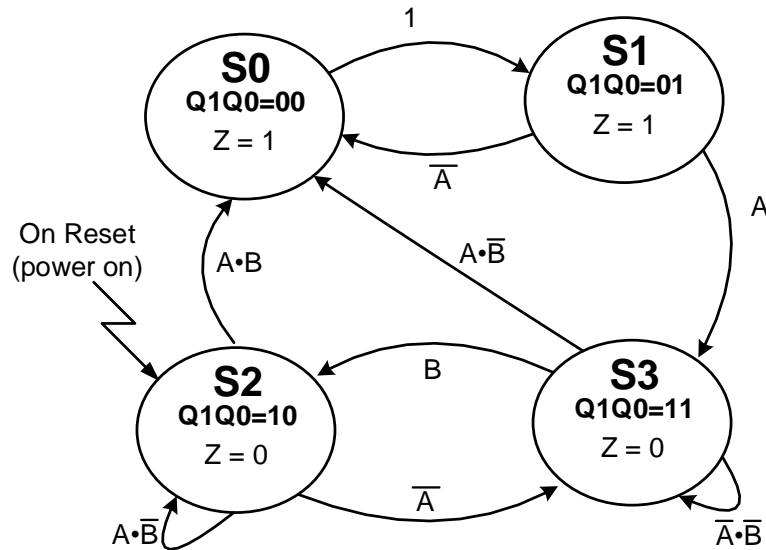 1
S0
Q1Q0=00
Z = 1
S1
Q1Q0=01
Z = 1
A̅
A
On Reset
(power on)
A•B
A•B̅
B
S2
Q1Q0=10
Z = 0
S3
Q1Q0=11
Z = 0
A•B̅
A̅
A̅•B̅